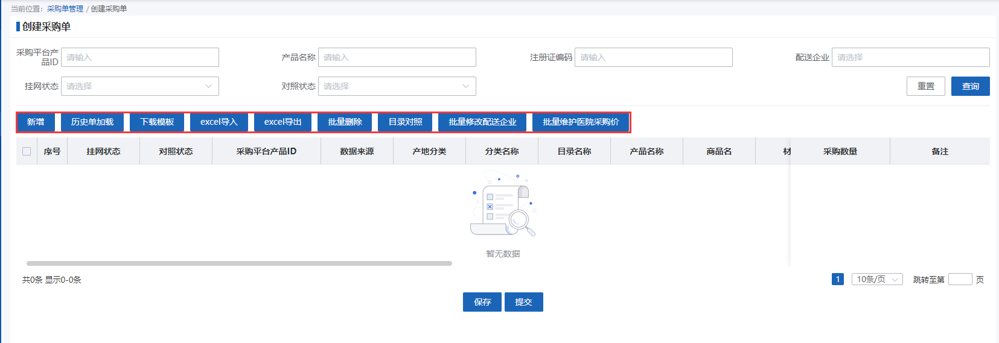 当前位置：采购单管理 / 创建采购单
创建采购单
采购平台产品ID 请输入 产品名称 请输入 注册证编码 请输入 配送企业 请选择
挂网状态 请选择 对照状态 请选择 重置 查询
新增 历史单加载 下载模板 excel导入 excel导出 批量删除 目录对照 批量修改配送企业 批量维护医院采购价
序号 挂网状态 对照状态 采购平台产品ID 数据来源 产地分类 分类名称 目录名称 产品名称 商品名 材 采购数量 备注
暂无数据
共0条 显示0-0条 1 10条/页 跳转至第 页
保存 提交